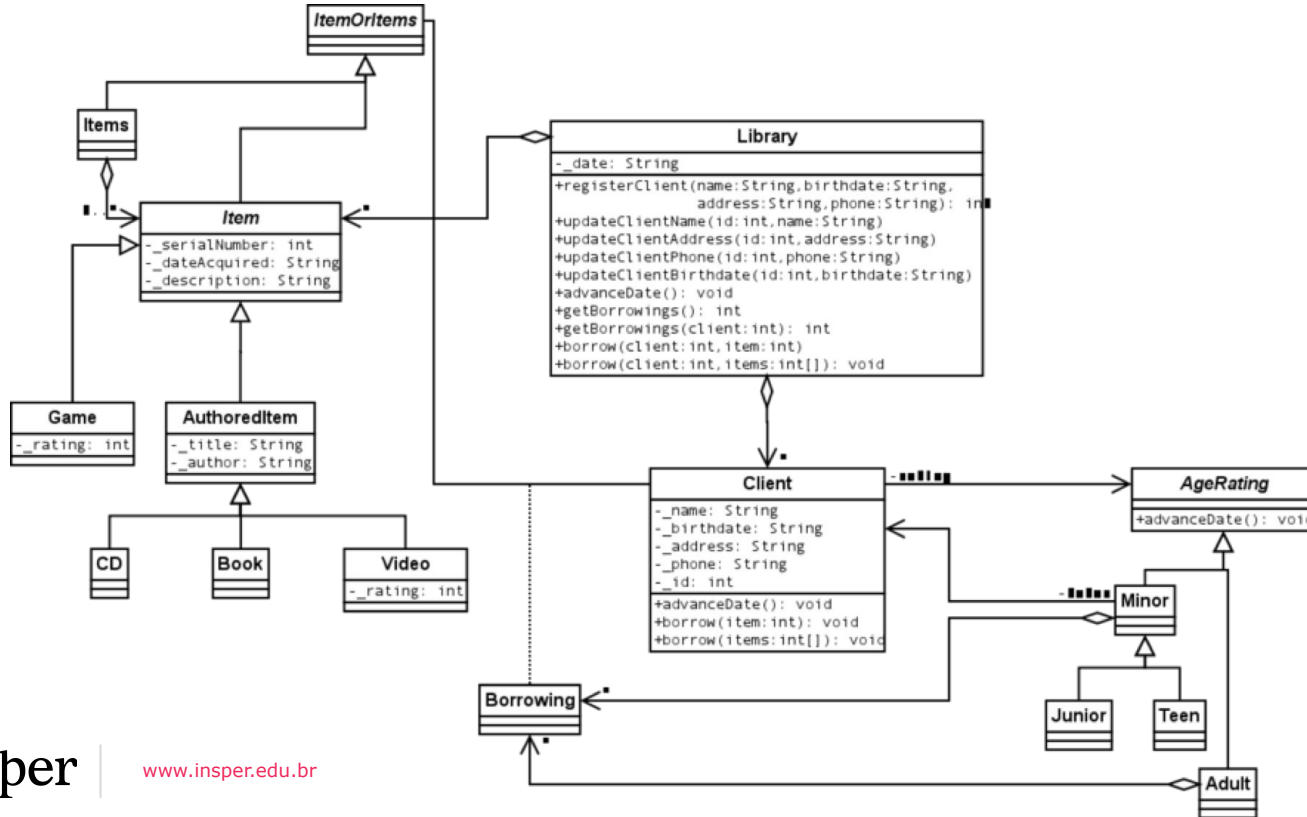 ItemOrItems
Items
Item
-_serialNumber: int
-_dateAcquired: String
-_description: String
Game
-_rating: int
AuthoredItem
-_title: String
-_author: String
CD
Book
Video
-_rating: int
Library
-_date: String
+registerClient(name:String,birthdate:String,
address:String,phone:String): int
+updateClientName(id:int,name:String)
+updateClientAddress(id:int,address:String)
+updateClientPhone(id:int,phone:String)
+updateClientBirthdate(id:int,birthdate:String)
+advanceDate(): void
+getBorrowings(): int
+getBorrowings(client:int): int
+borrow(client:int,item:int)
+borrow(client:int,items:int[]): void
Client
-_name: String
-_birthdate: String
-_address: String
-_phone: String
-_id: int
+advanceDate(): void
+borrow(item:int): void
+borrow(items:int[]): void
AgeRating
+advanceDate(): void
Minor
Junior
Teen
Adult
Borrowing
per
www.insper.edu.br